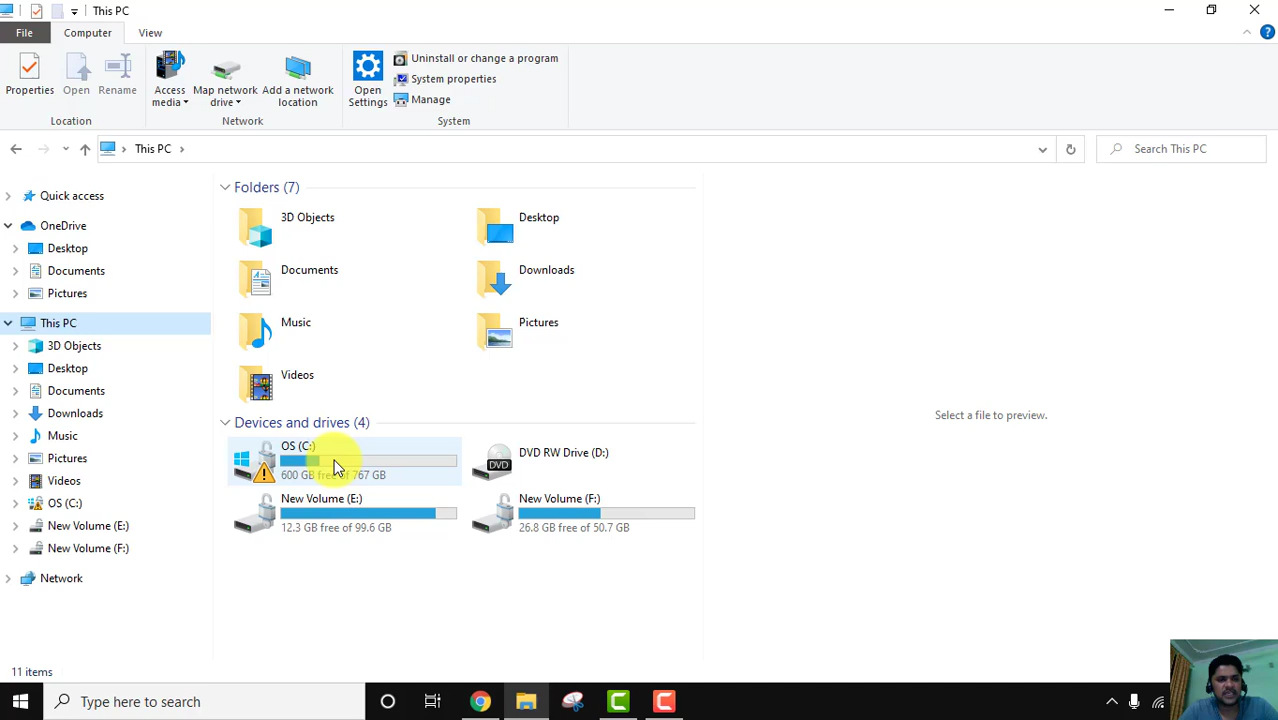 This PC
File
Computer
View
Properties
Open
Rename
Access media
Map network drive
Add a network location
Open Settings
Uninstall or change a program
System properties
Manage
Location
Network
System
This PC
Search This PC
Quick access
OneDrive
Desktop
Documents
Pictures
This PC
3D Objects
Desktop
Documents
Downloads
Music
Pictures
Videos
OS (C:)
New Volume (E:)
New Volume (F:)
Network
Folders (7)
3D Objects
Desktop
Documents
Downloads
Music
Pictures
Videos
Devices and drives (4)
OS (C:)
600 GB free of 767 GB
DVD RW Drive (D:)
DVD
New Volume (E:)
12.3 GB free of 99.6 GB
New Volume (F:)
26.8 GB free of 50.7 GB
Select a file to preview.
11 items
Type here to search